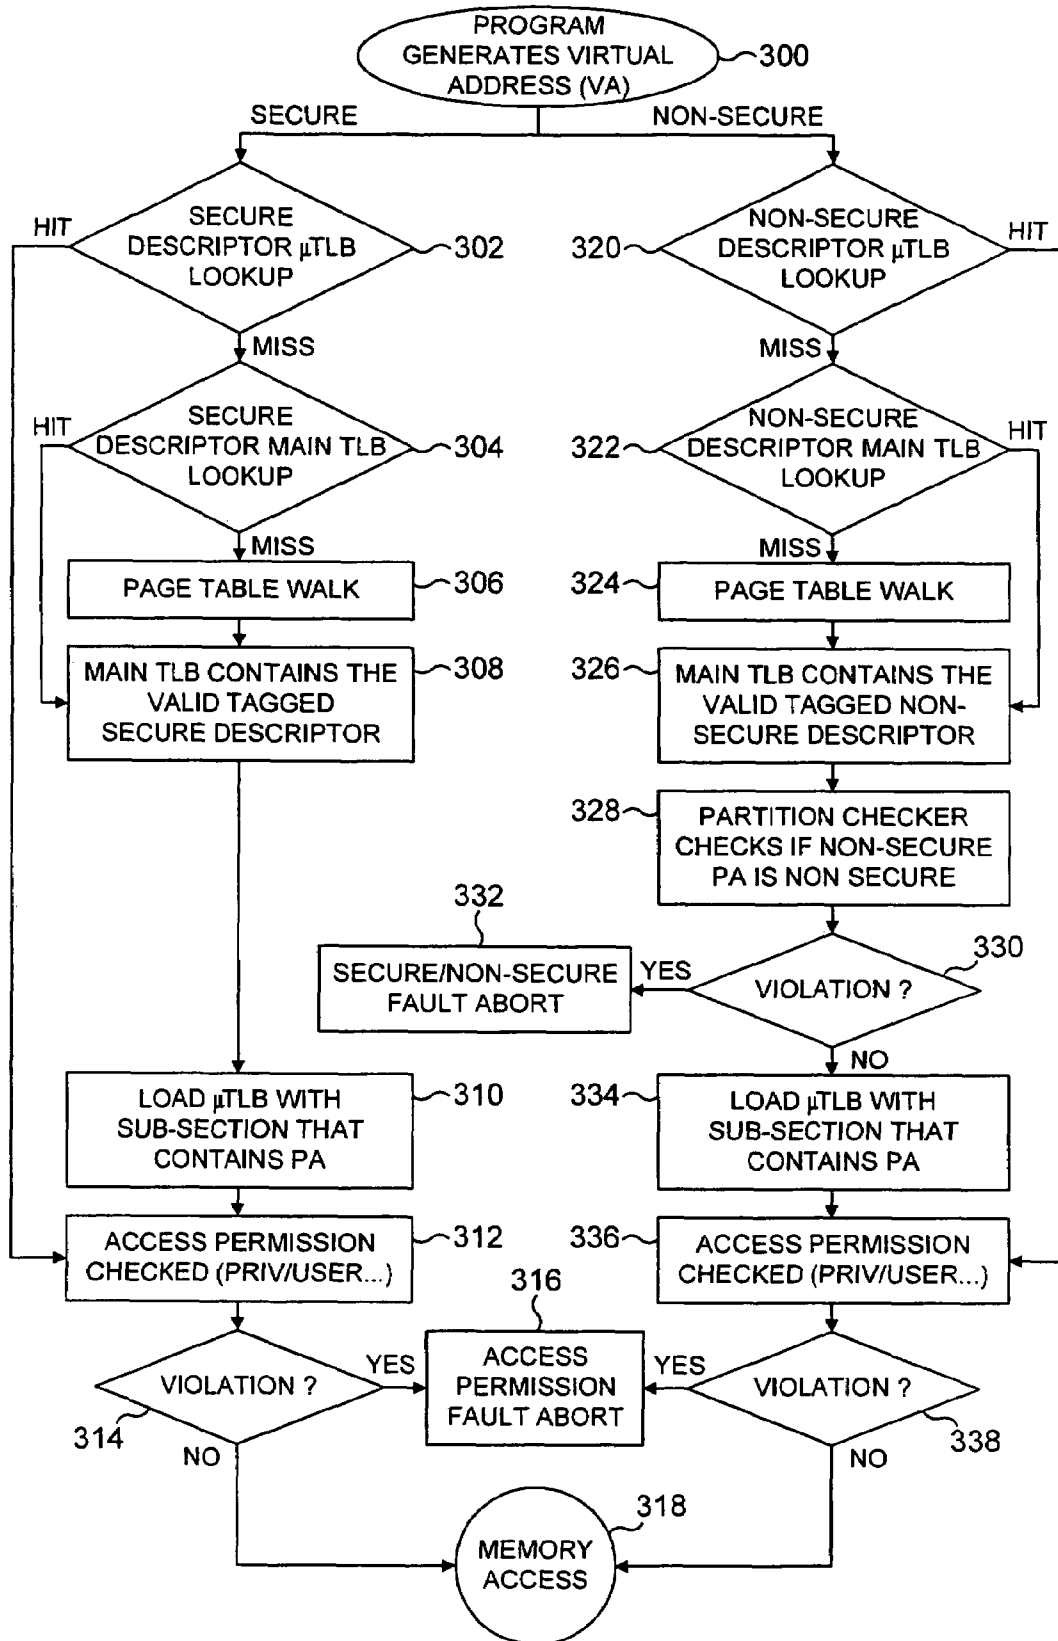 PROGRAM
GENERATES VIRTUAL
ADDRESS (VA)
300
SECURE
NON-SECURE
HIT
SECURE
DESCRIPTOR µTLB
LOOKUP
302
320
NON-SECURE
DESCRIPTOR µTLB
LOOKUP
HIT
MISS
MISS
HIT
SECURE
DESCRIPTOR MAIN TLB
LOOKUP
304
322
NON-SECURE
DESCRIPTOR MAIN TLB
LOOKUP
HIT
MISS
MISS
PAGE TABLE WALK
306
324
PAGE TABLE WALK
MAIN TLB CONTAINS THE
VALID TAGGED
SECURE DESCRIPTOR
308
326
MAIN TLB CONTAINS THE
VALID TAGGED NON-
SECURE DESCRIPTOR
328
PARTITION CHECKER
CHECKS IF NON-SECURE
PA IS NON SECURE
332
SECURE/NON-SECURE
FAULT ABORT
YES
VIOLATION ?
330
NO
LOAD µTLB WITH
SUB-SECTION THAT
CONTAINS PA
310
334
LOAD µTLB WITH
SUB-SECTION THAT
CONTAINS PA
ACCESS PERMISSION
CHECKED (PRIV/USER...)
312
336
ACCESS PERMISSION
CHECKED (PRIV/USER...)
316
VIOLATION ?
314
YES
ACCESS
PERMISSION
FAULT ABORT
YES
VIOLATION ?
338
NO
NO
318
MEMORY
ACCESS